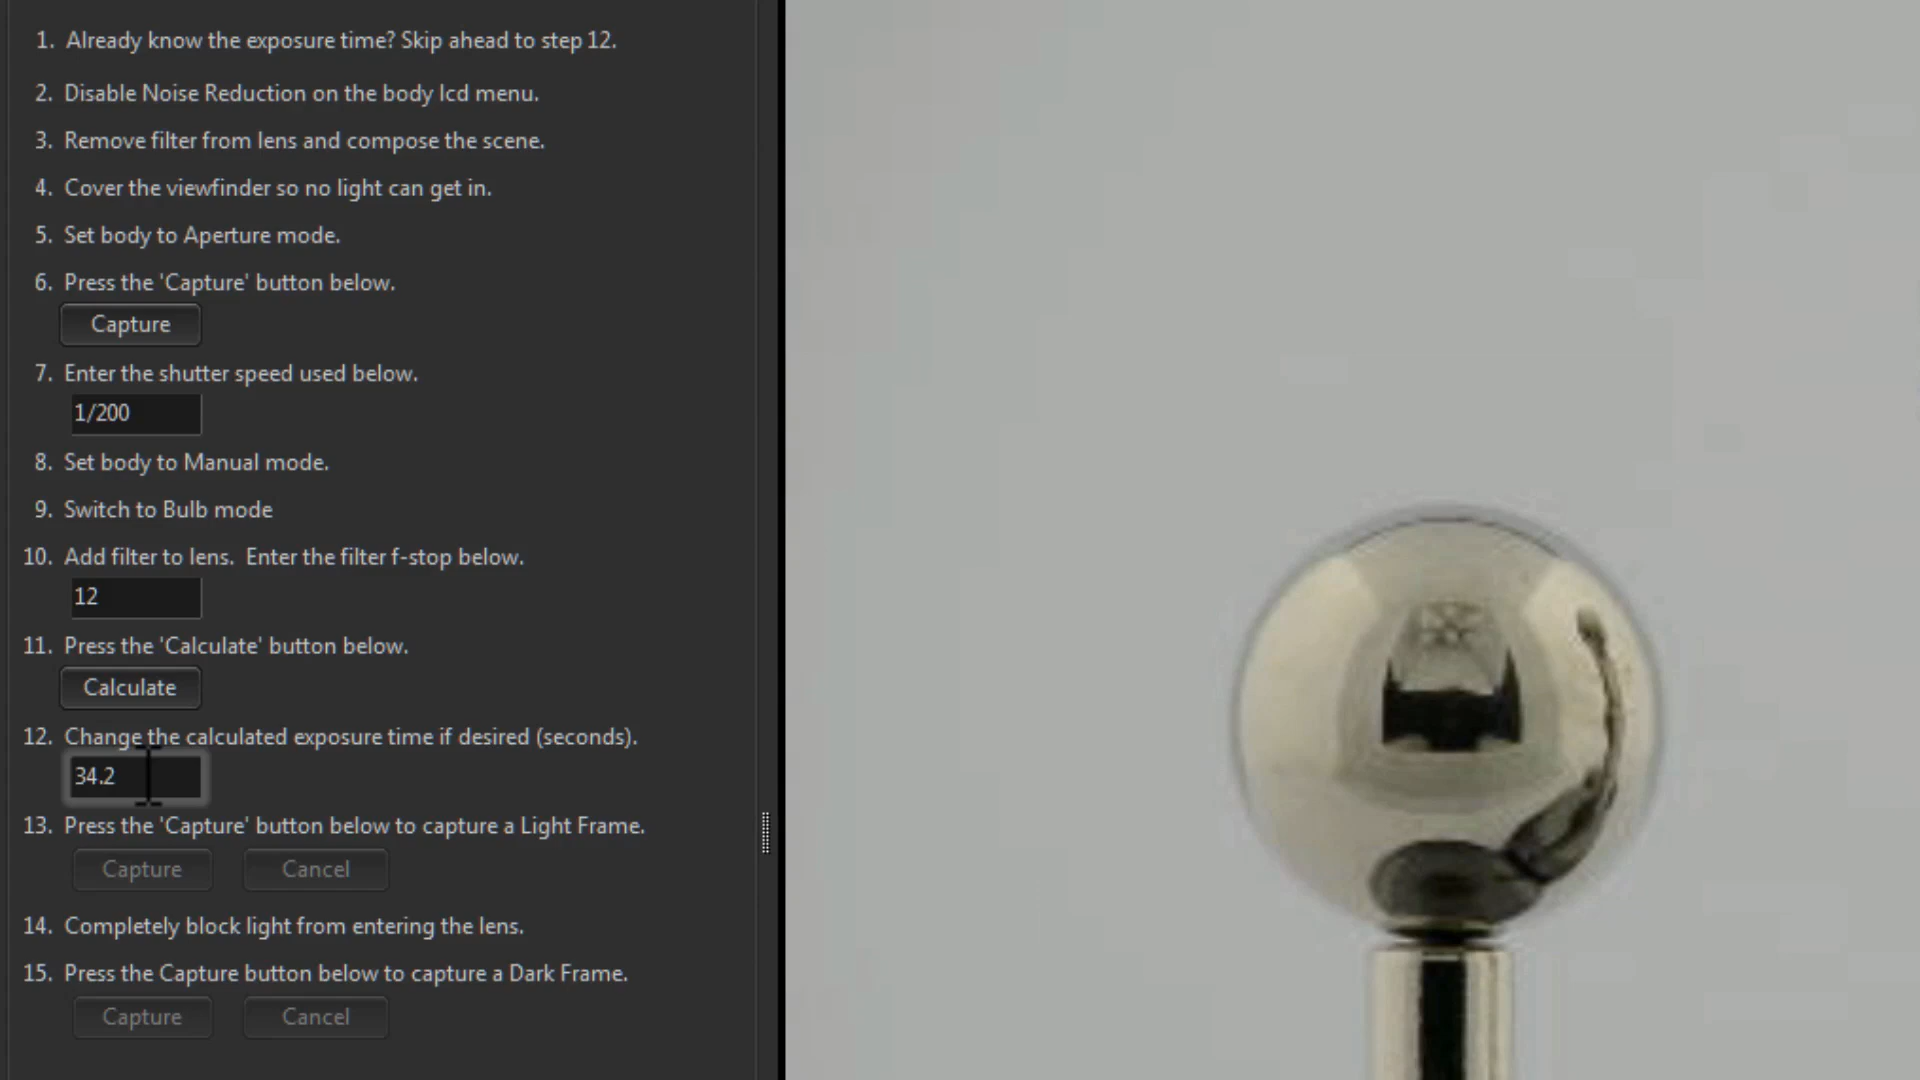 1. Already know the exposure time? Skip ahead to step 12.
2. Disable Noise Reduction on the body lcd menu.
3. Remove filter from lens and compose the scene.
4. Cover the viewfinder so no light can get in.
5. Set body to Aperture mode.
6. Press the 'Capture' button below.
Capture
7. Enter the shutter speed used below.
1/200
8. Set body to Manual mode.
9. Switch to Bulb mode
10. Add filter to lens.  Enter the filter f-stop below.
12
11. Press the 'Calculate' button below.
Calculate
12. Change the calculated exposure time if desired (seconds).
34.2
13. Press the 'Capture' button below to capture a Light Frame.
Capture Cancel
14. Completely block light from entering the lens.
15. Press the Capture button below to capture a Dark Frame.
Capture Cancel